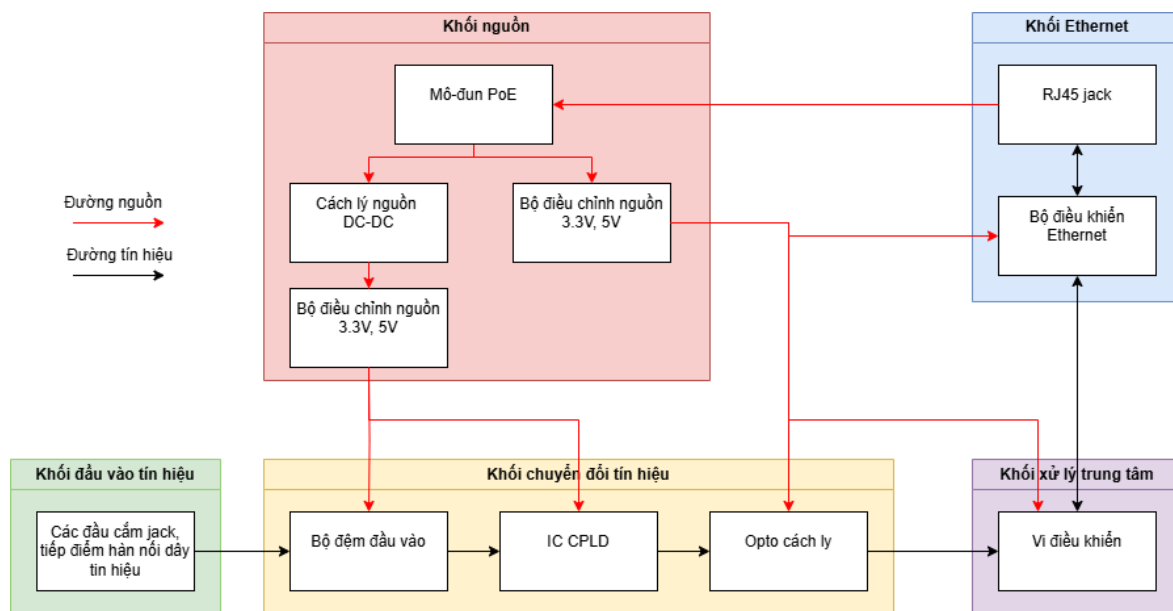 Khối nguồn
Khối Ethernet
Mô-đun PoE
RJ45 jack
Đường nguồn
Đường tín hiệu
Cách lý nguồn
DC-DC
Bộ điều chỉnh nguồn
3.3V, 5V
Bộ điều khiển
Ethernet
Bộ điều chỉnh nguồn
3.3V, 5V
Khối đầu vào tín hiệu
Khối chuyển đổi tín hiệu
Khối xử lý trung tâm
Các đầu cắm jack,
tiếp điểm hàn nối dây
tin hiệu
Bộ đệm đầu vào
IC CPLD
Opto cách ly
Vi điều khiển